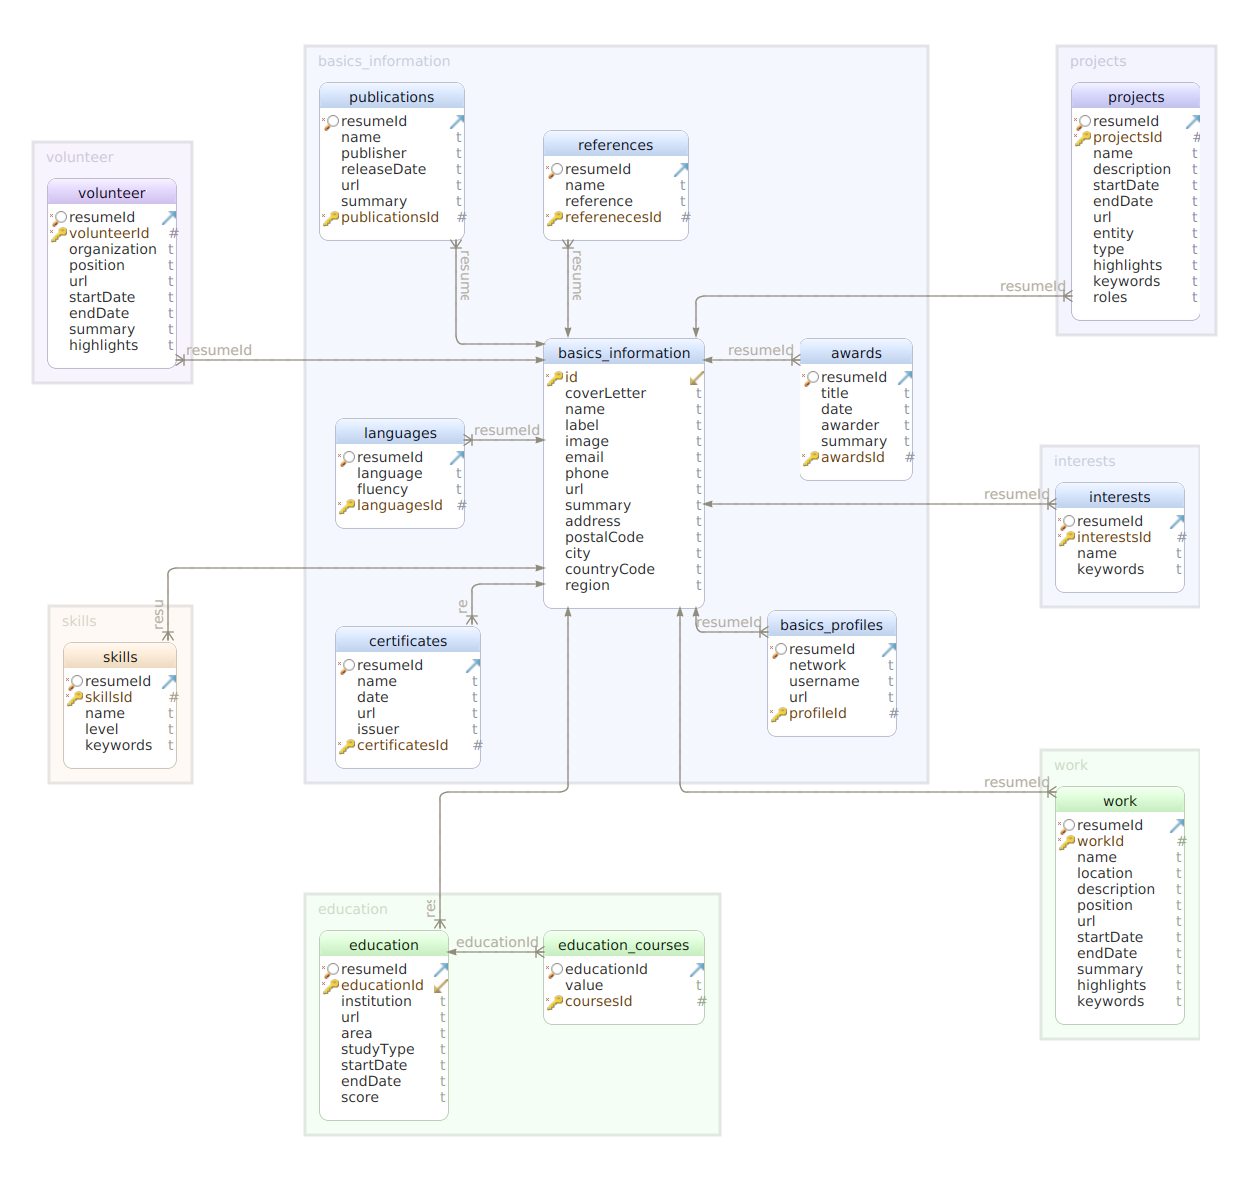 basics_information
publications
resumeId
name t
publisher t
releaseDate t
url t
summary t
publicationsId #
references
resumeId
name t
reference t
referenecesId #
projects
projects
resumeId
projectsId #
name t
description t
startDate t
endDate t
url t
entity t
type t
highlights t
keywords t
roles t
volunteer
volunteer
resumeId
volunteerId #
organization t
position t
url t
startDate t
endDate t
summary t
highlights t
resume
resume
resumeId
resumeId
resumeId
basics_information
id
coverLetter t
name t
label t
image t
email t
phone t
url t
summary t
address t
postalCode t
city t
countryCode t
region t
awards
resumeId
title t
date t
awarder t
summary t
awardsId #
languages
resumeId
language t
fluency t
languagesId #
resumeId
interests
resumeId
interests
resumeId
interestsId #
name t
keywords t
skills
resu
skills
resumeId
skillsId #
name t
level t
keywords t
re
certificates
resumeId
name t
date t
url t
issuer t
certificatesId #
resumeId
basics_profiles
resumeId
network t
username t
url t
profileId #
work
resumeId
work
resumeId
workId #
name t
location t
description t
position t
url t
startDate t
endDate t
summary t
highlights t
keywords t
education
res
education
resumeId
educationId
institution t
url t
area t
studyType t
startDate t
endDate t
score t
educationId
education_courses
educationId
value t
coursesId #